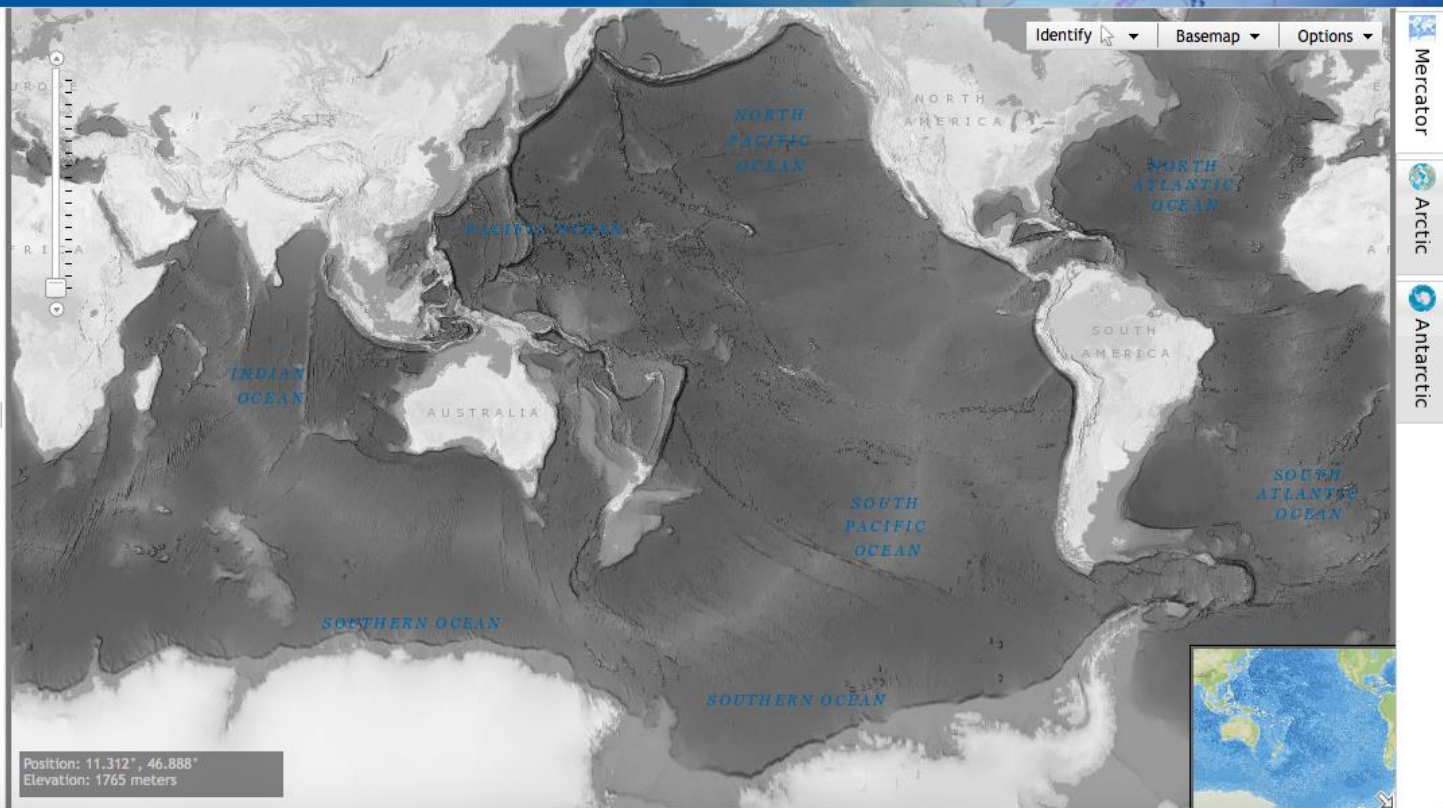 Identify
Basemap
Options
Mercator
Arctic
Antarctic
NORTH
AMERICA
NORTH
PACIFIC
OCEAN
NORTH
ATLANTIC
OCEAN
PACIFIC OCEAN
SOUTH
AMERICA
INDIAN
OCEAN
AUSTRALIA
SOUTH
PACIFIC
OCEAN
SOUTH
ATLANTIC
OCEAN
SOUTHERN OCEAN
SOUTHERN OCEAN
Position: 11.312°, 46.888°
Elevation: 1765 meters